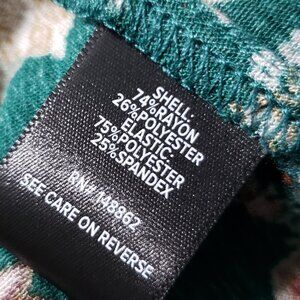 SHELL.
74%RAYON
26%POLYESTER
ELASTIC
75%POLYESTER
25%SPANDEX
RN# 148862
SEE CARE ON REVERSE